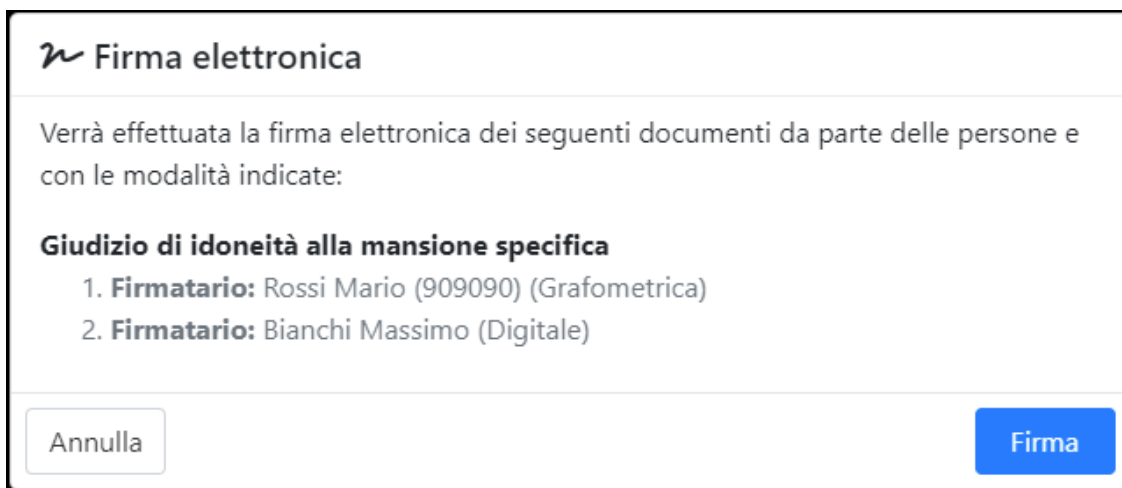 Firma elettronica
Verrà effettuata la firma elettronica dei seguenti documenti da parte delle persone e
con le modalità indicate:
Giudizio di idoneità alla mansione specifica
1. Firmatario: Rossi Mario (909090) (Grafometrica)
2. Firmatario: Bianchi Massimo (Digitale)
Annulla
Firma